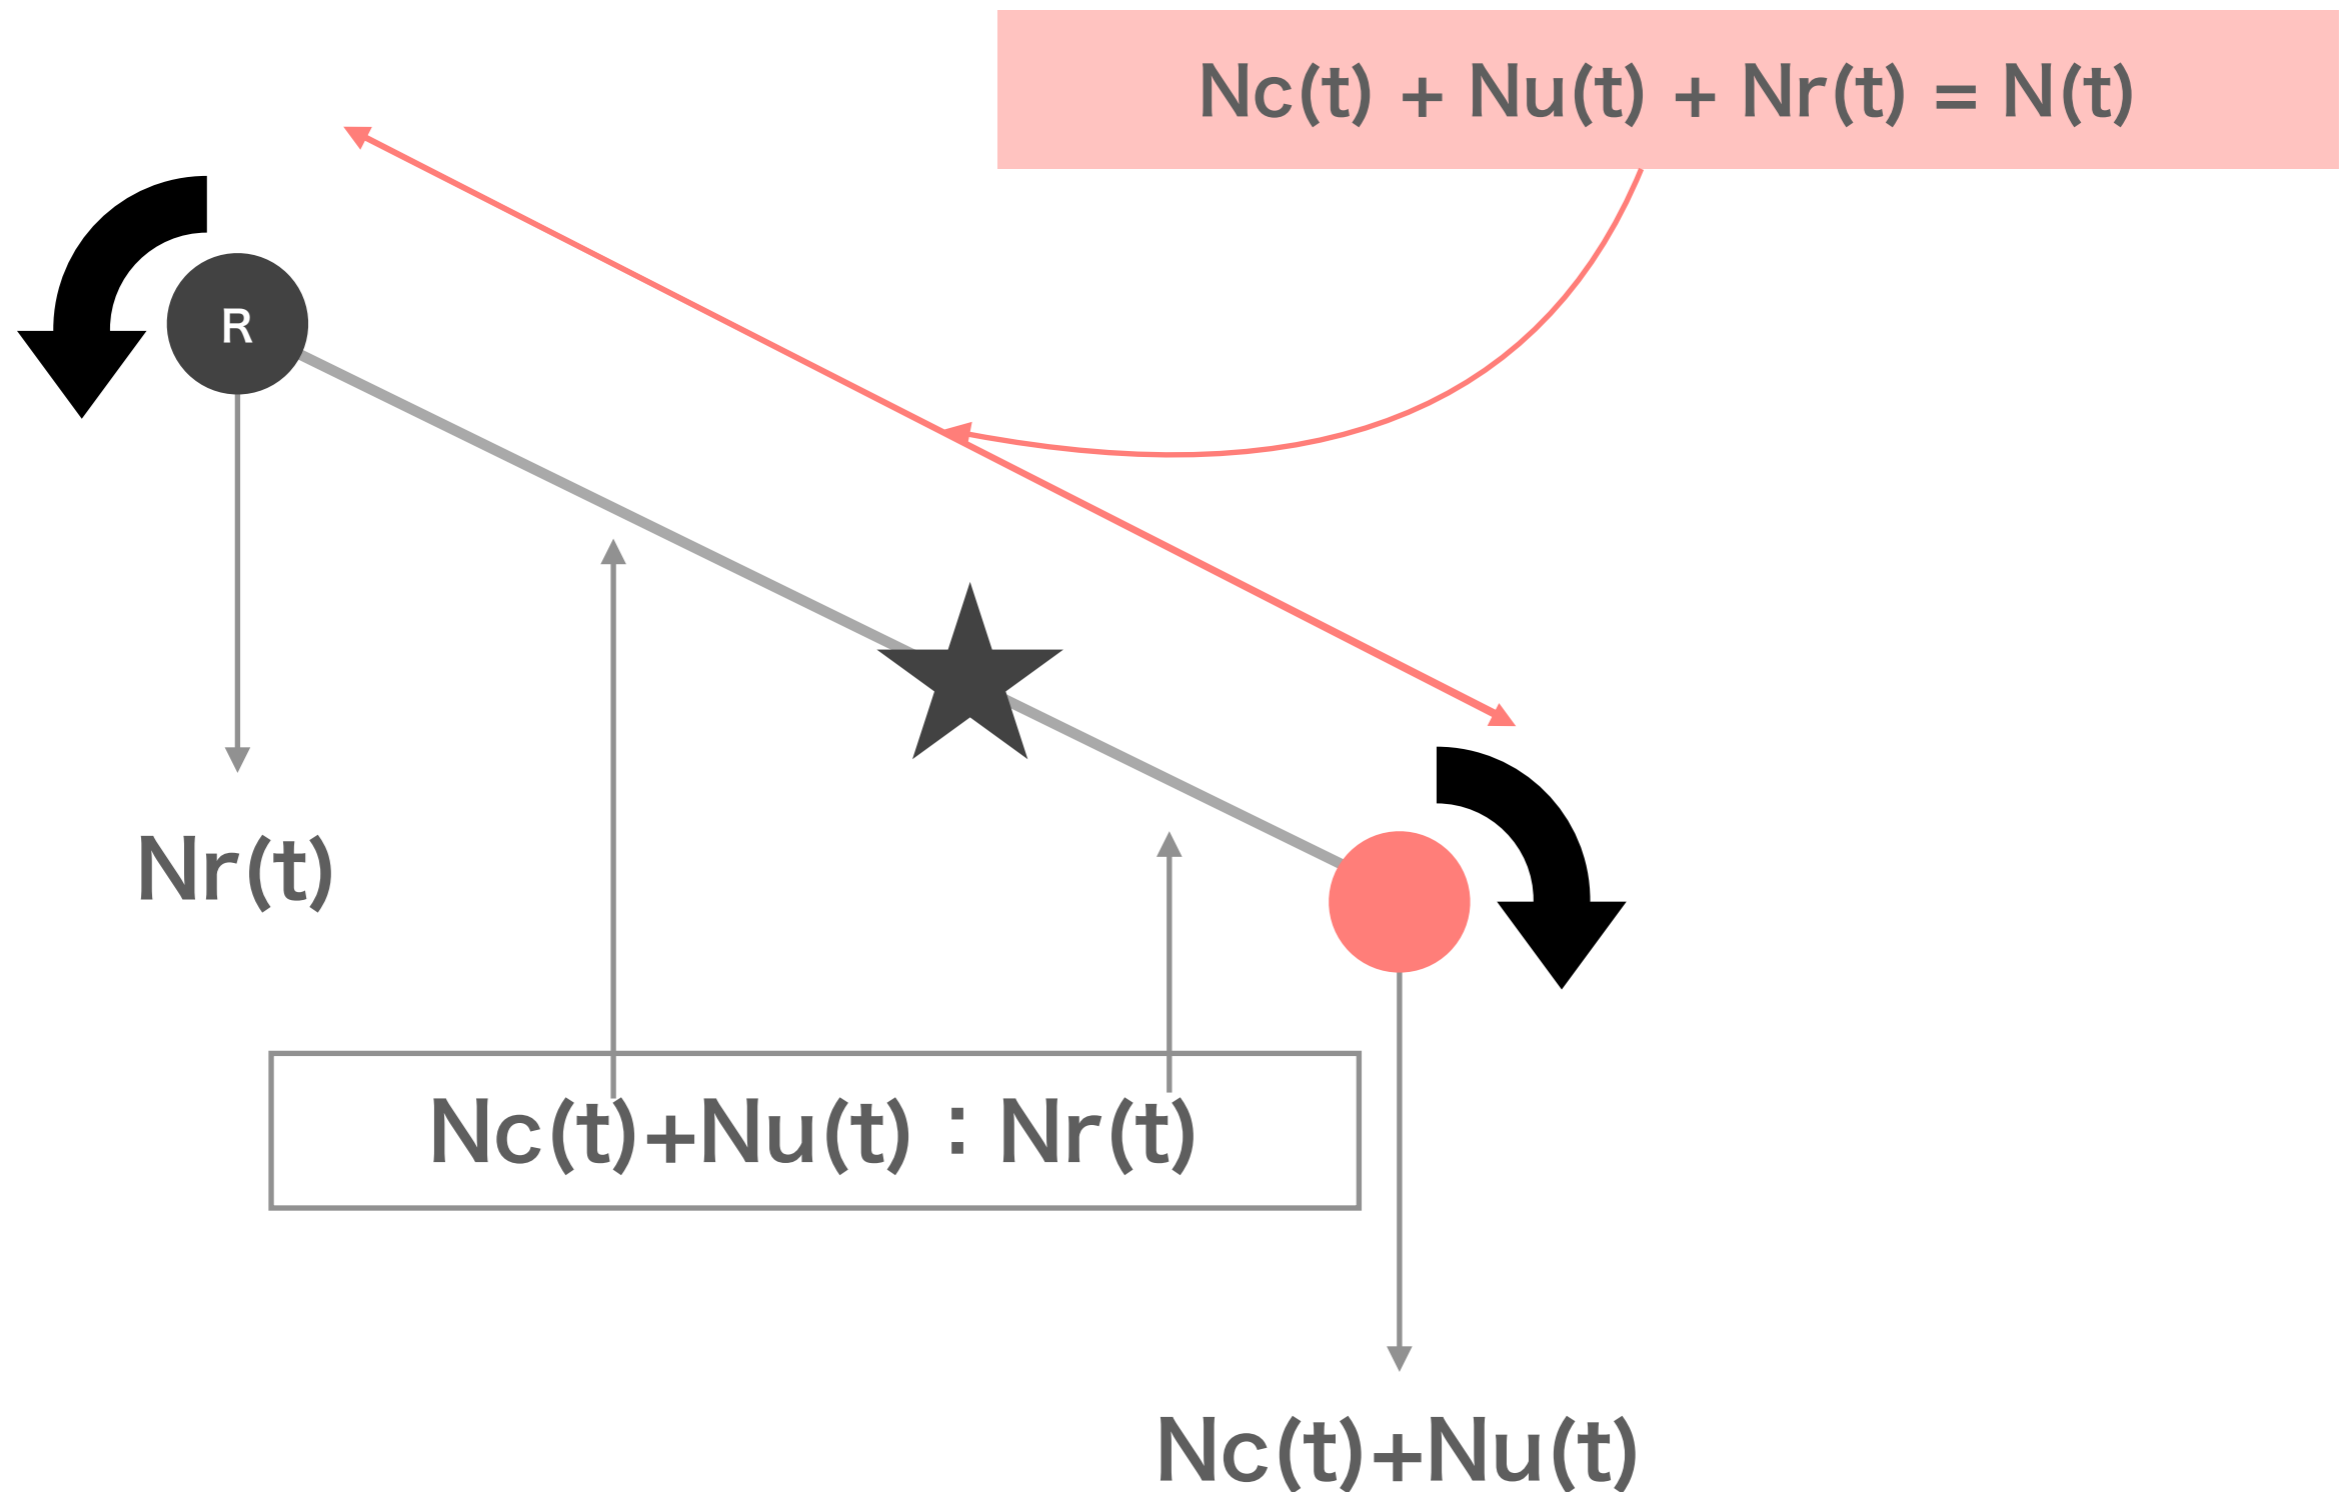 Nc(t) + Nu(t) + Nr(t) = N(t)
R
Nr(t)
Nc(t)+Nu(t) : Nr(t)
Nc(t)+Nu(t)